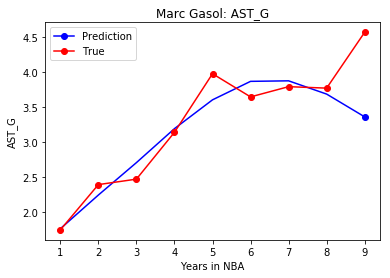 Marc Gasol: AST_G
Prediction
True
AST_G
4.5
4.0
3.5
3.0
2.5
2.0
1 2 3 4 5 6 7 8 9
Years in NBA